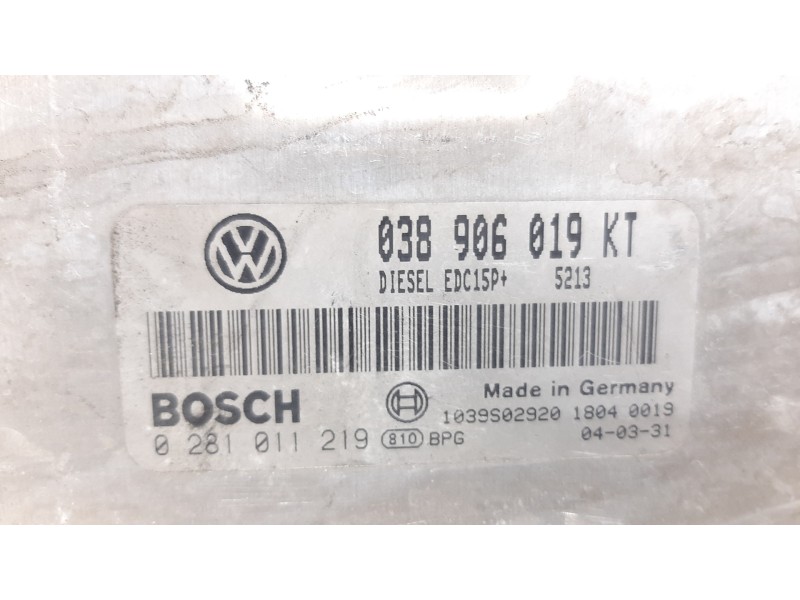 038 906 019 KT
DIESEL EDC15P+ 5213
BOSCH
Made in Germany
1039S02920 1804 0019
0 281 011 219 810 BPG
04-03-31